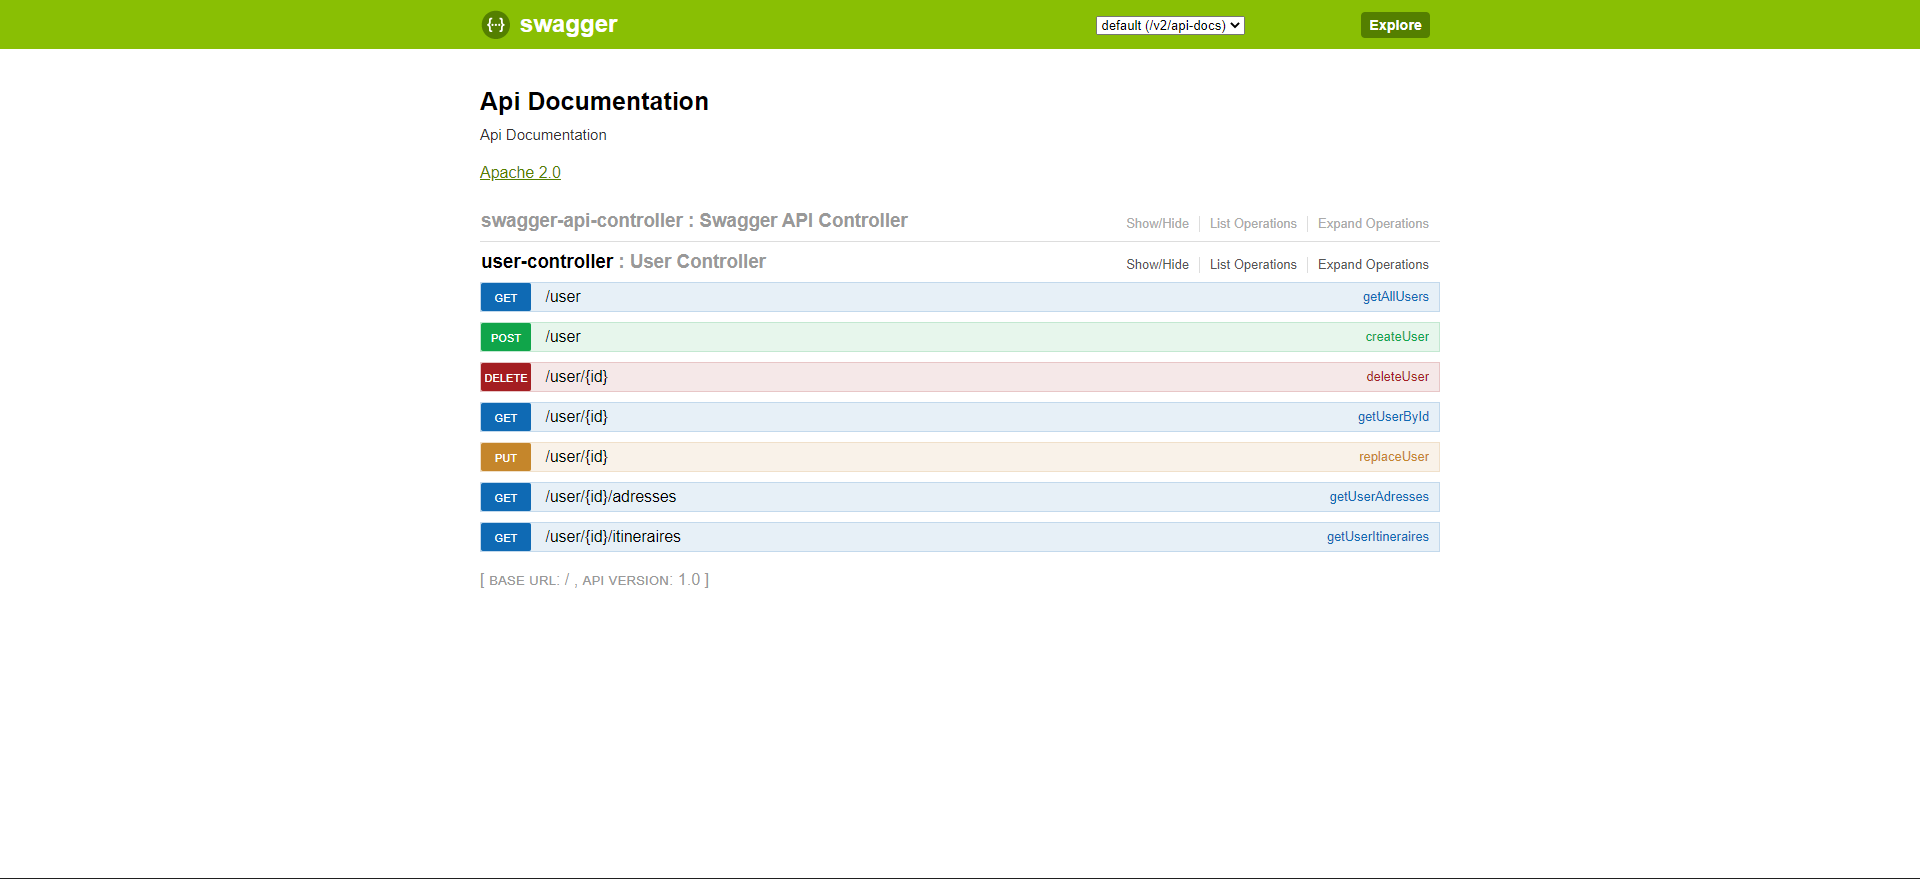 {···} swagger default (/v2/api-docs) Explore
Api Documentation
Api Documentation
Apache 2.0
swagger-api-controller : Swagger API Controller Show/Hide List Operations Expand Operations
user-controller : User Controller Show/Hide List Operations Expand Operations
GET /user getAllUsers
POST /user createUser
DELETE /user/{id} deleteUser
GET /user/{id} getUserById
PUT /user/{id} replaceUser
GET /user/{id}/adresses getUserAdresses
GET /user/{id}/itineraires getUserItineraires
[ BASE URL: / , API VERSION: 1.0 ]